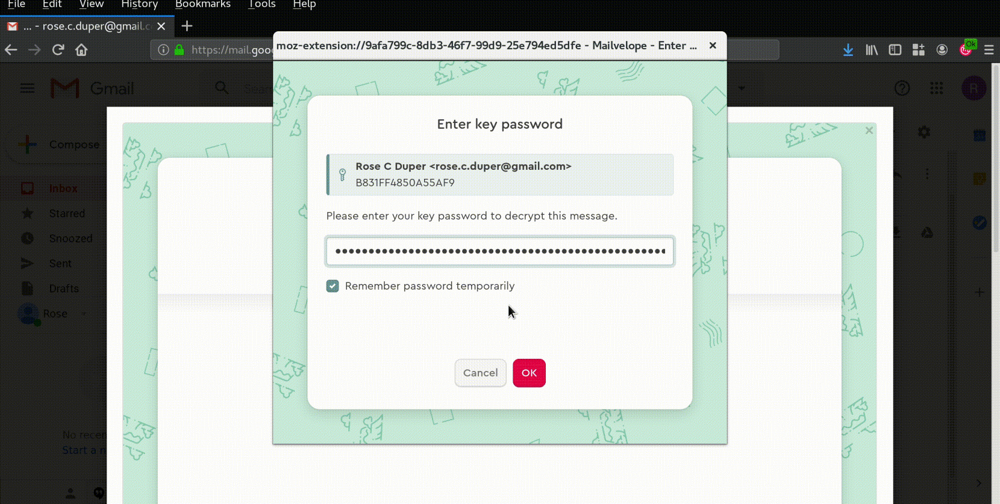 File Edit View History Bookmarks Tools Help
... - rose.c.duper@gmail.c
moz-extension://9afa799c-8db3-46f7-99d9-25e794ed5dfe - Mailvelope - Enter ...
https://mail.goo
Ok
Gmail
Sear
R
Enter key password
Compose
Rose C Duper <rose.c.duper@gmail.com>
B831FF4850A55AF9
Inbox
Please enter your key password to decrypt this message.
Starred
Snoozed
Sent
Remember password temporarily
Drafts
Rose
Cancel
OK
No recen
Start a n